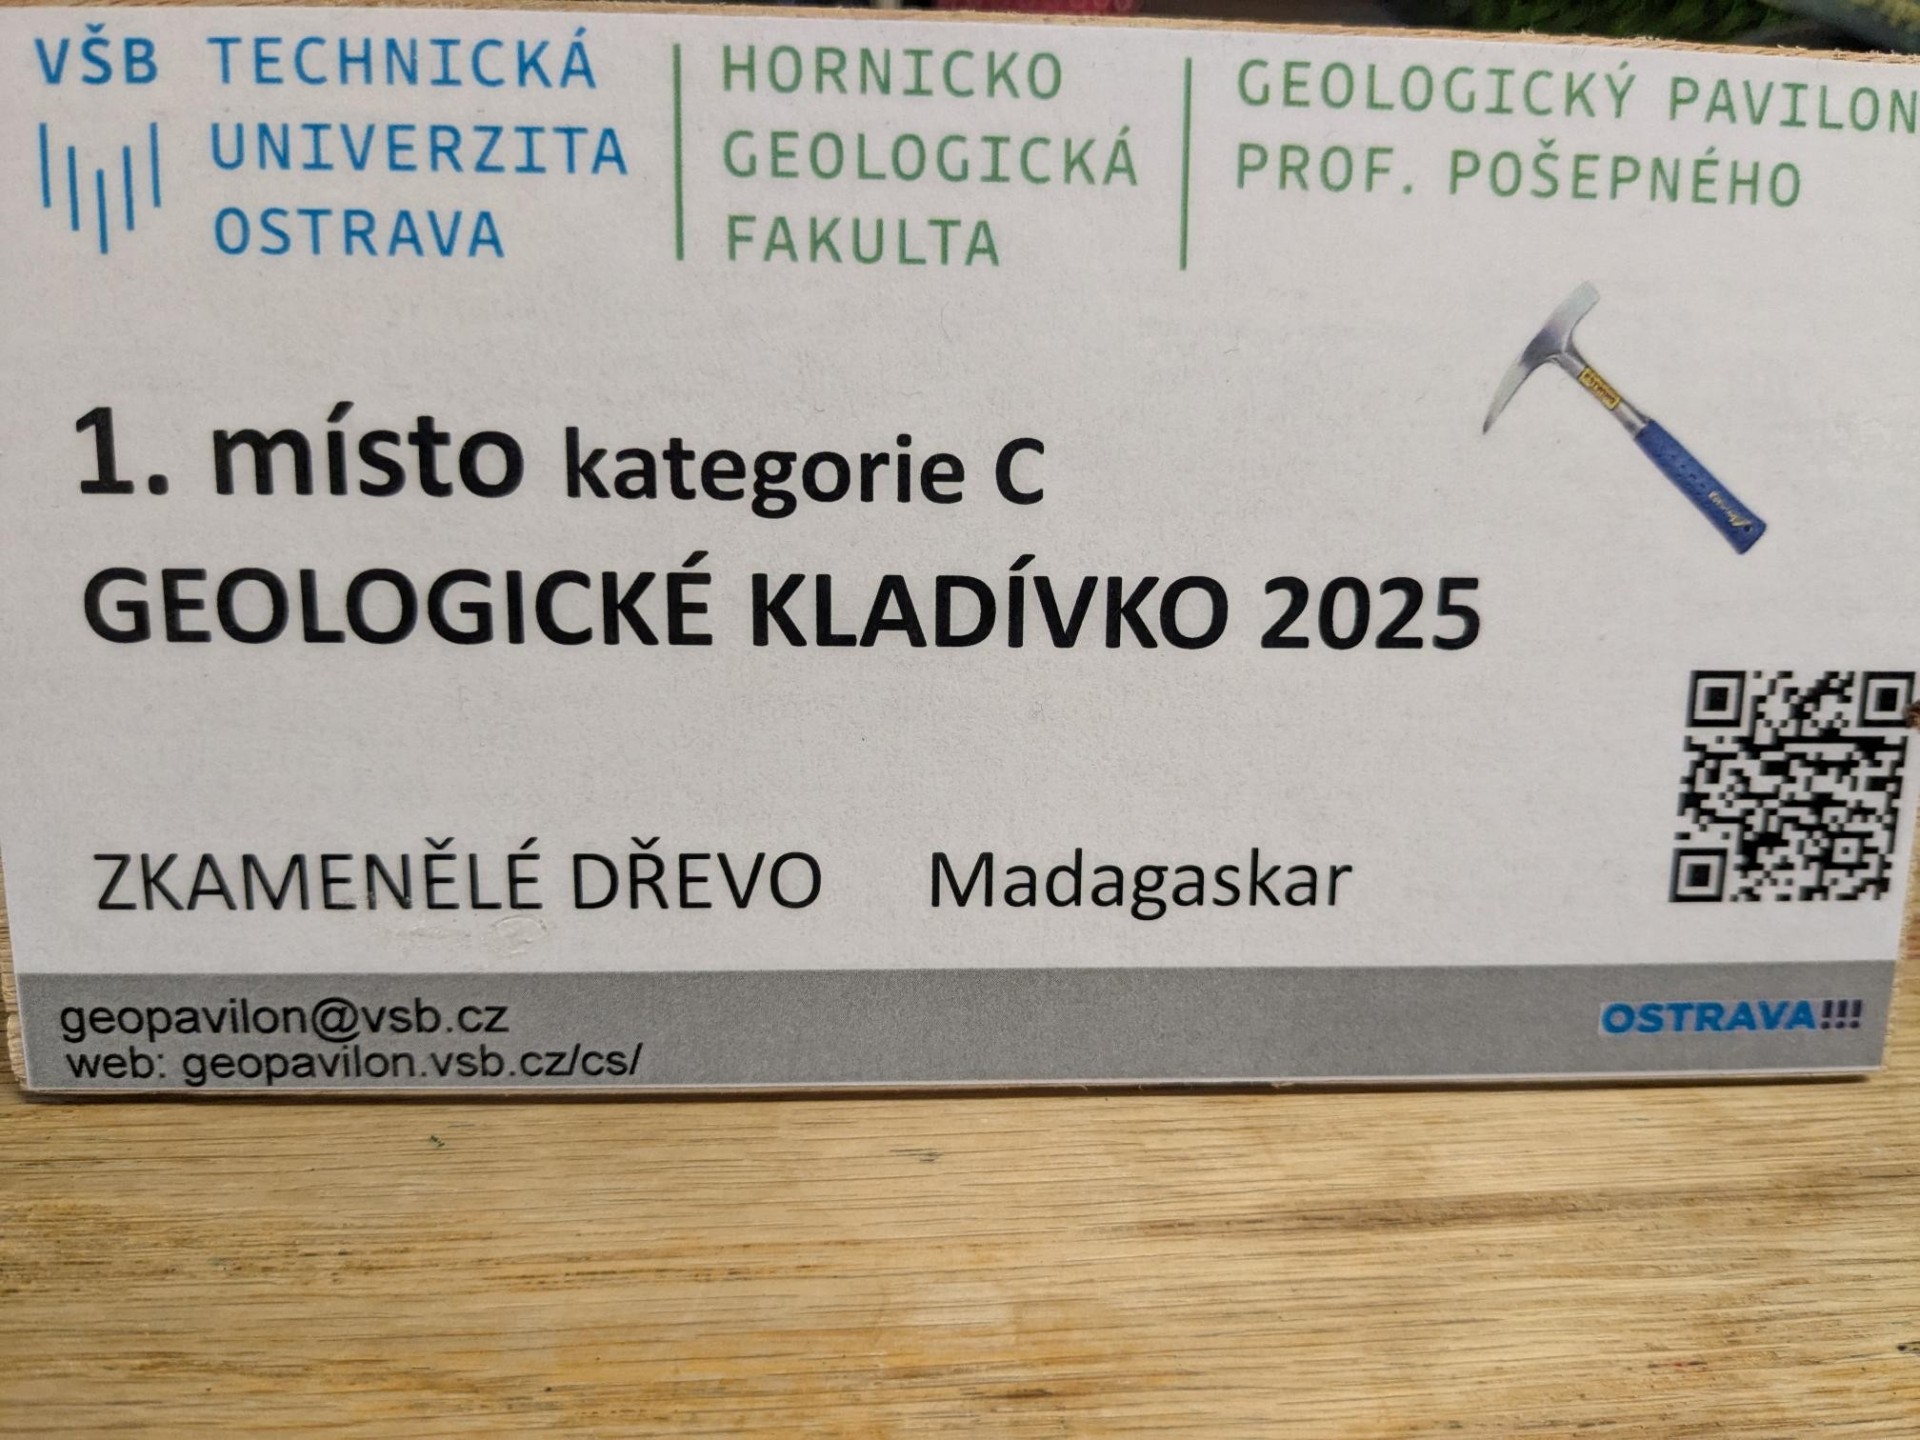 VŠB TECHNICKÁ
UNIVERZITA
OSTRAVA
HORNICKO
GEOLOGICKÁ
FAKULTA
GEOLOGICKÝ PAVILON
PROF. POŠEPNÉHO
1. místo kategorie C
GEOLOGICKÉ KLADÍVKO 2025
ZKAMENĚLÉ DŘEVO Madagaskar
geopavilon@vsb.cz
web: geopavilon.vsb.cz/cs/
OSTRAVA!!!